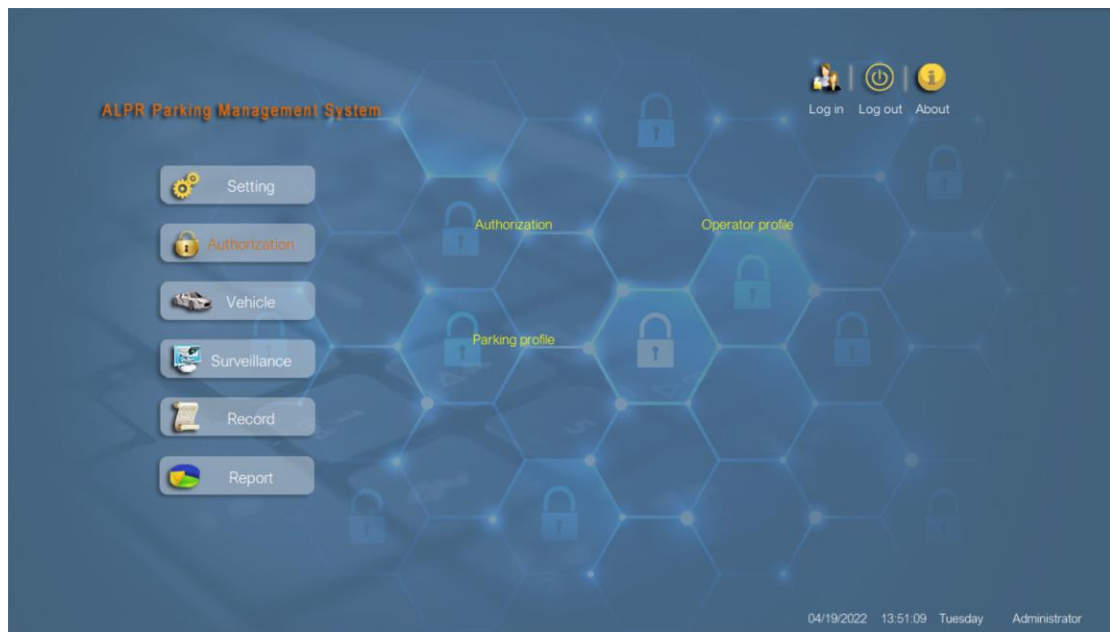 Log in Log out About
ALPR Parking Management System
Setting
Authorization
Vehicle
Surveillance
Record
Report
Authorization Operator profile
Parking profile
04/19/2022 13:51:09 Tuesday Administrator